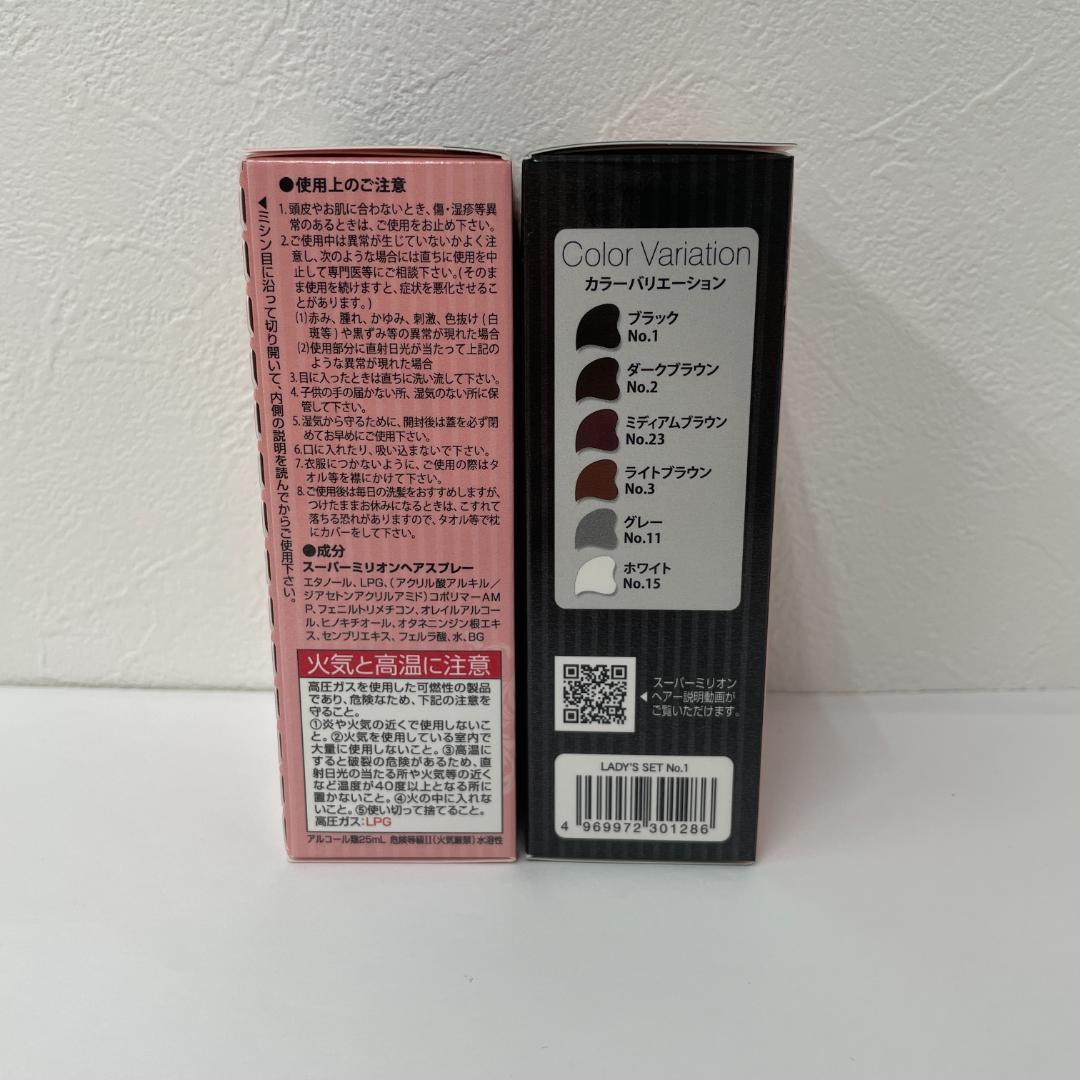 ●使用上のご注意
1.頭皮やお肌に合わないとき、傷・湿疹等異
常のあるときは、ご使用をお止め下さい。
2.ご使用中は異常が生じていないかよく注
意し、次のような場合には直ちに使用を中
止して専門医等にご相談下さい。(そのま
ま使用を続けますと、症状を悪化させるこ
とがあります。)
(1)赤み、腫れ、かゆみ、刺激、色抜け(白
斑等)や黒ずみ等の異常が現れた場合
(2)使用部分に直射日光が当たって上記の
ような異常が現れた場合
3.目に入ったときは直ちに洗い流して下さい。
4.子供の手の届かない所、湿気のない所に保
管して下さい。
5.湿気から守るために、開封後は蓋を必ず閉
めてお早めにご使用下さい。
6.口に入れたり、吸い込まないで下さい。
7.衣服につかないように、ご使用の際はタ
オル等を襟にかけて下さい。
8.ご使用後は毎日の洗髪をおすすめしますが、
つけたままお休みになるときは、こすれて
落ちる恐れがありますので、タオル等で枕
にカバーをして下さい。
●成分
スーパーミリオンヘアスプレー
エタノール、LPG、(アクリル酸アルキル/
ジアセトンアクリルアミド)コポリマーAM
P、フェニルトリメチコン、オレイルアルコー
ル、ヒノキチオール、オタネニンジン根エキ
ス、センブリエキス、フェルラ酸、水、BG
火気と高温に注意
高圧ガスを使用した可燃性の製品
であり、危険なため、下記の注意を
守ること。
①炎や火気の近くで使用しないこ
と。②火気を使用している室内で
大量に使用しないこと。③高温に
すると破裂の危険があるため、直
射日光の当たる所や火気等の近く
など温度が40度以上となる所に
置かないこと。④火の中に入れな
いこと。⑤使い切って捨てること。
高圧ガス:LPG
アルコール類25mL 危険等級II(火気厳禁)水溶性
◀ミシン目に沿って切り開いて、内側の説明を読んでからご使用下さい。
Color Variation
カラーバリエーション
ブラック
No.1
ダークブラウン
No.2
ミディアムブラウン
No.23
ライトブラウン
No.3
グレー
No.11
ホワイト
No.15
スーパーミリオン
◀ヘアー説明動画が
ご覧いただけます。
LADY'S SET No.1
4 969972 301286